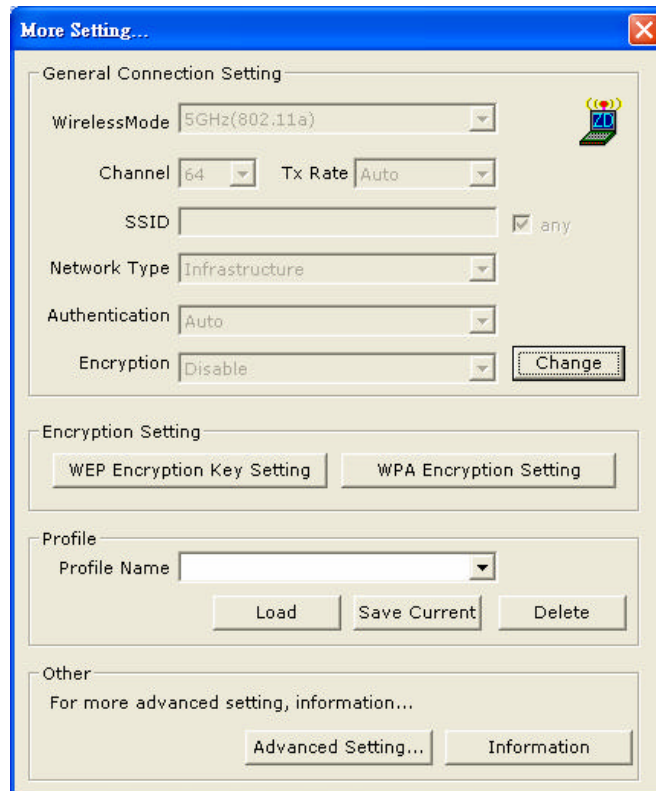 More Setting...
General Connection Setting
WirelessMode 5GHz(802.11a)
ZD
Channel 64 Tx Rate Auto
SSID any
Network Type Infrastructure
Authentication Auto
Encryption Disable Change
Encryption Setting
WEP Encryption Key Setting WPA Encryption Setting
Profile
Profile Name
Load Save Current Delete
Other
For more advanced setting, information...
Advanced Setting... Information